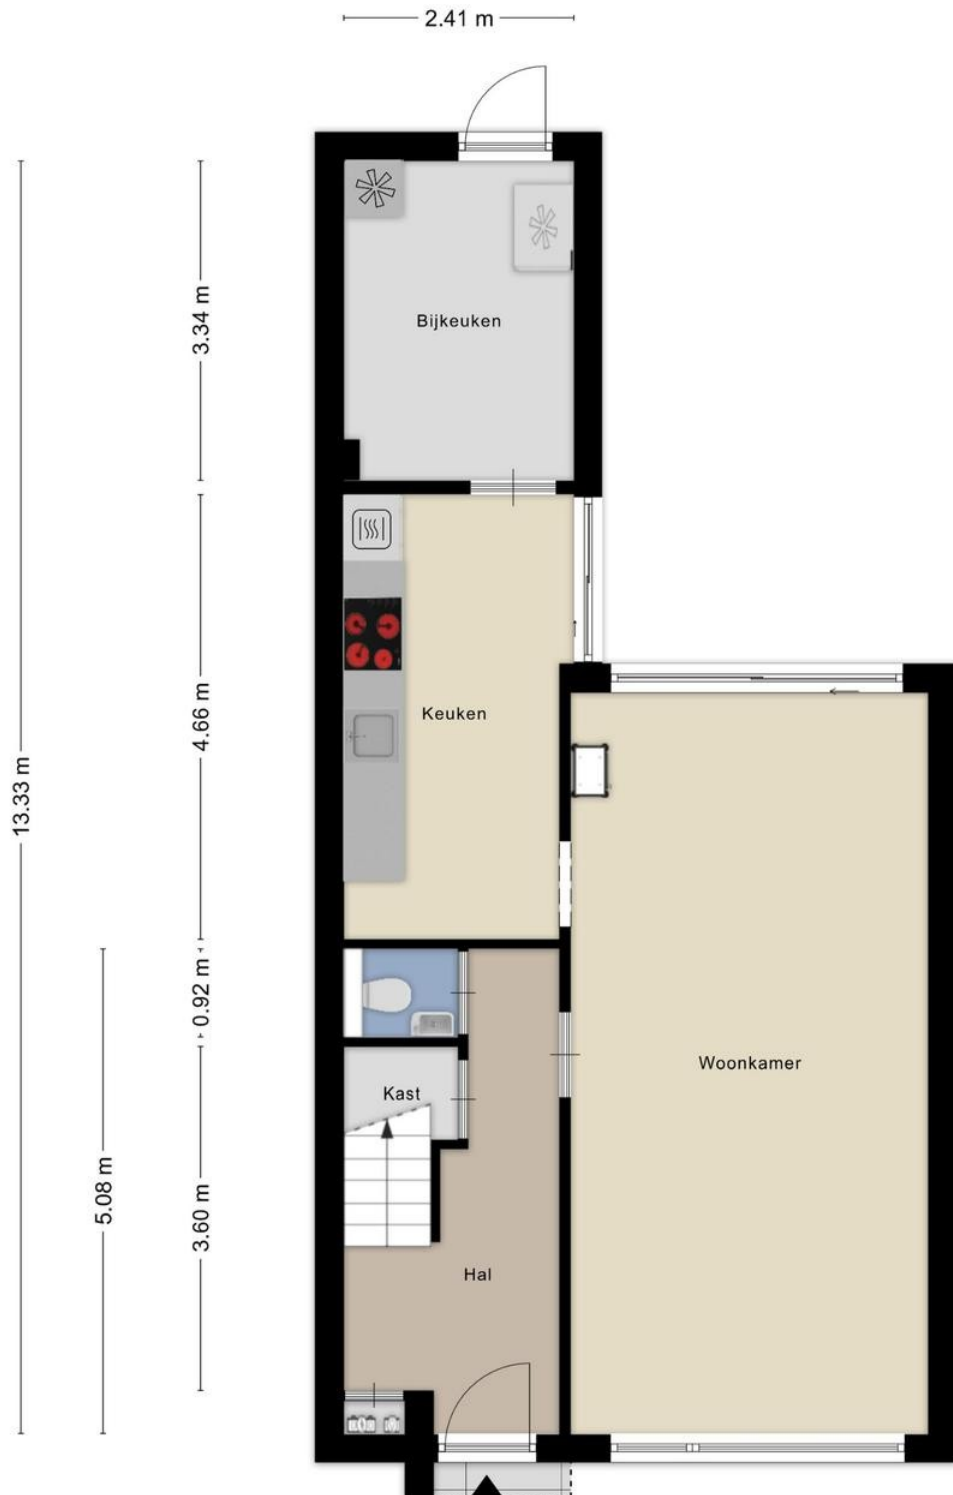 2.41 m
3.34 m
Bijkeuken
4.66 m
Keuken
13.33 m
0.92 m
Woonkamer
Kast
5.08 m
3.60 m
Hal